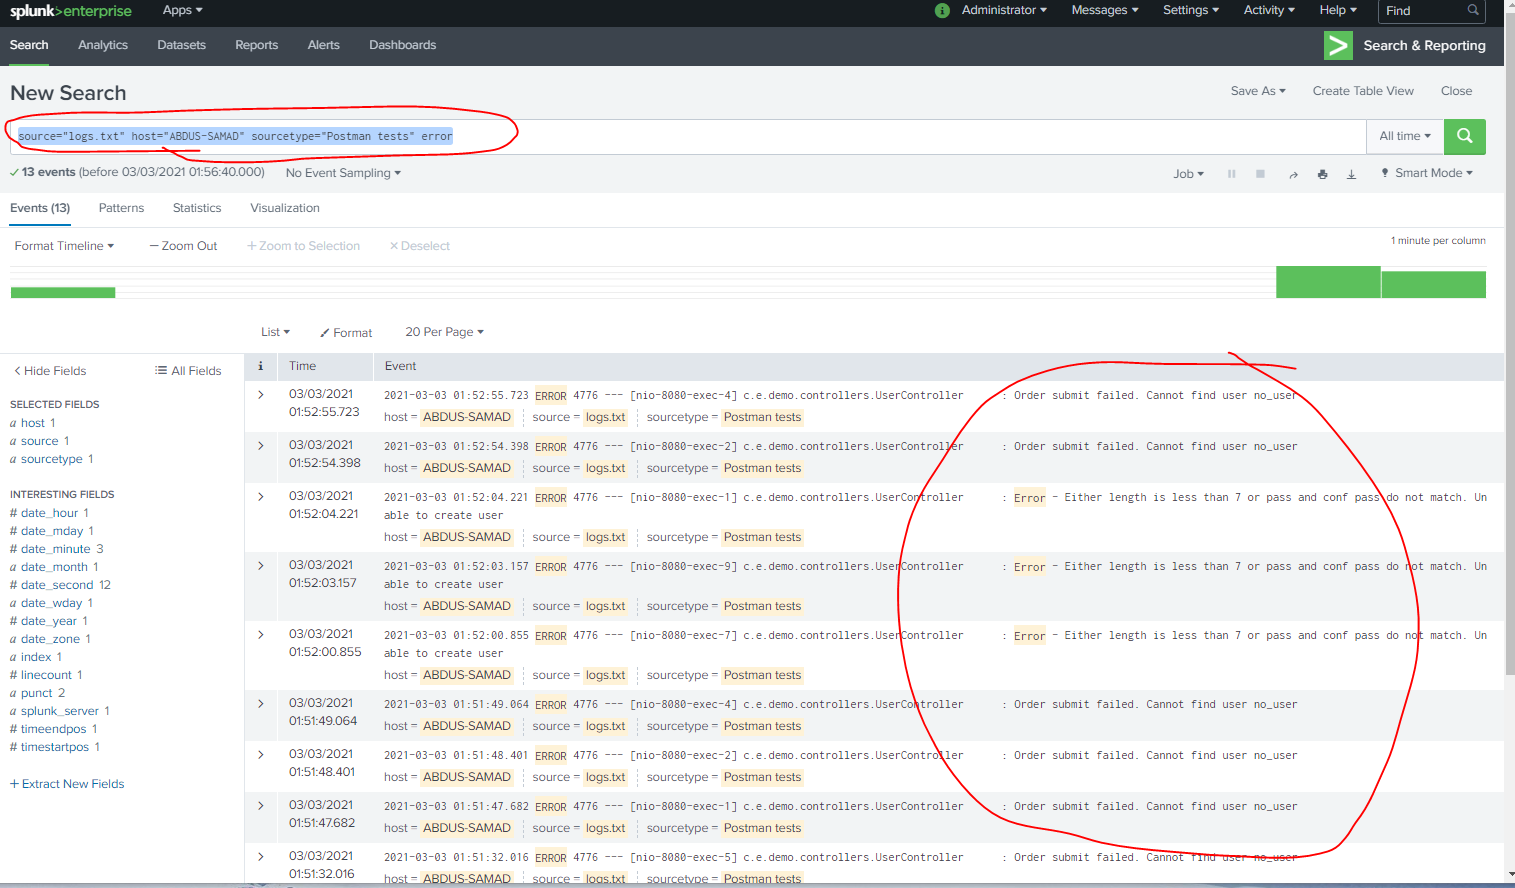 splunk>enterprise Apps Administrator Messages Settings Activity Help Find
Search Analytics Datasets Reports Alerts Dashboards Search & Reporting
New Search Save As Create Table View Close
source="logs.txt" host="ABDUS-SAMAD" sourcetype="Postman tests" error All time
13 events (before 03/03/2021 01:56:40.000) No Event Sampling Job Smart Mode
Events (13) Patterns Statistics Visualization
Format Timeline — Zoom Out + Zoom to Selection × Deselect 1 minute per column
List Format 20 Per Page
< Hide Fields All Fields
SELECTED FIELDS
a host 1
a source 1
a sourcetype 1
INTERESTING FIELDS
# date_hour 1
# date_mday 1
# date_minute 3
a date_month 1
# date_second 12
a date_wday 1
# date_year 1
a date_zone 1
a index 1
# linecount 1
a punct 2
a splunk_server 1
# timeendpos 1
# timestartpos 1
+ Extract New Fields
i Time Event
> 03/03/2021 2021-03-03 01:52:55.723 ERROR 4776 --- [nio-8080-exec-4] c.e.demo.controllers.UserController : Order submit failed. Cannot find user no_user
01:52:55.723 host = ABDUS-SAMAD source = logs.txt sourcetype = Postman tests
> 03/03/2021 2021-03-03 01:52:54.398 ERROR 4776 --- [nio-8080-exec-2] c.e.demo.controllers.UserController : Order submit failed. Cannot find user no_user
01:52:54.398 host = ABDUS-SAMAD source = logs.txt sourcetype = Postman tests
> 03/03/2021 2021-03-03 01:52:04.221 ERROR 4776 --- [nio-8080-exec-1] c.e.demo.controllers.UserController : Error - Either length is less than 7 or pass and conf pass do not match. Un
01:52:04.221 able to create user
host = ABDUS-SAMAD source = logs.txt sourcetype = Postman tests
> 03/03/2021 2021-03-03 01:52:03.157 ERROR 4776 --- [nio-8080-exec-9] c.e.demo.controllers.UserController : Error - Either length is less than 7 or pass and conf pass do not match. Un
01:52:03.157 able to create user
host = ABDUS-SAMAD source = logs.txt sourcetype = Postman tests
> 03/03/2021 2021-03-03 01:52:00.855 ERROR 4776 --- [nio-8080-exec-7] c.e.demo.controllers.UserController : Error - Either length is less than 7 or pass and conf pass do not match. Un
01:52:00.855 able to create user
host = ABDUS-SAMAD source = logs.txt sourcetype = Postman tests
> 03/03/2021 2021-03-03 01:51:49.064 ERROR 4776 --- [nio-8080-exec-4] c.e.demo.controllers.UserController : Order submit failed. Cannot find user no_user
01:51:49.064 host = ABDUS-SAMAD source = logs.txt sourcetype = Postman tests
> 03/03/2021 2021-03-03 01:51:48.401 ERROR 4776 --- [nio-8080-exec-2] c.e.demo.controllers.UserController : Order submit failed. Cannot find user no_user
01:51:48.401 host = ABDUS-SAMAD source = logs.txt sourcetype = Postman tests
> 03/03/2021 2021-03-03 01:51:47.682 ERROR 4776 --- [nio-8080-exec-1] c.e.demo.controllers.UserController : Order submit failed. Cannot find user no_user
01:51:47.682 host = ABDUS-SAMAD source = logs.txt sourcetype = Postman tests
> 03/03/2021 2021-03-03 01:51:32.016 ERROR 4776 --- [nio-8080-exec-5] c.e.demo.controllers.UserController : Order submit failed. Cannot find user no_user
01:51:32.016 host = ABDUS-SAMAD source = logs.txt sourcetype = Postman tests